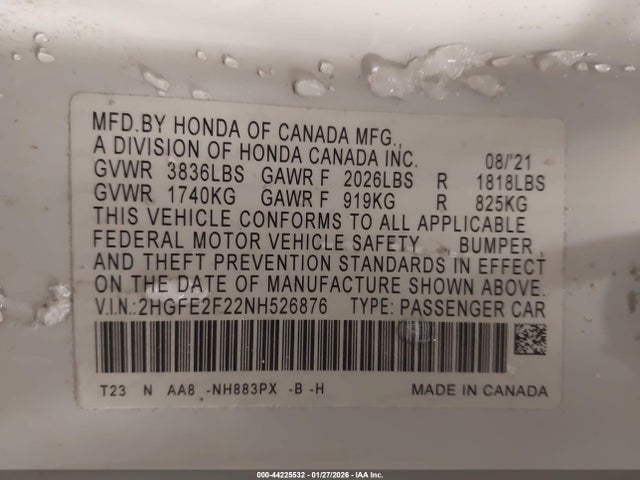 MFD.BY HONDA OF CANADA MFG.,
A DIVISION OF HONDA CANADA INC. 08/'21
GVWR 3836LBS GAWR F 2026LBS R 1818LBS
GVWR 1740KG GAWR F 919KG R 825KG
THIS VEHICLE CONFORMS TO ALL APPLICABLE
FEDERAL MOTOR VEHICLE SAFETY , BUMPER ,
AND THEFT PREVENTION STANDARDS IN EFFECT
ON THE DATE OF MANUFACTURE SHOWN ABOVE.
V.I.N.:2HGFE2F22NH526876 TYPE: PASSENGER CAR
T23 N AA8 -NH883PX -B -H MADE IN CANADA
000-44225532 - 01/27/2026 - IAA Inc.